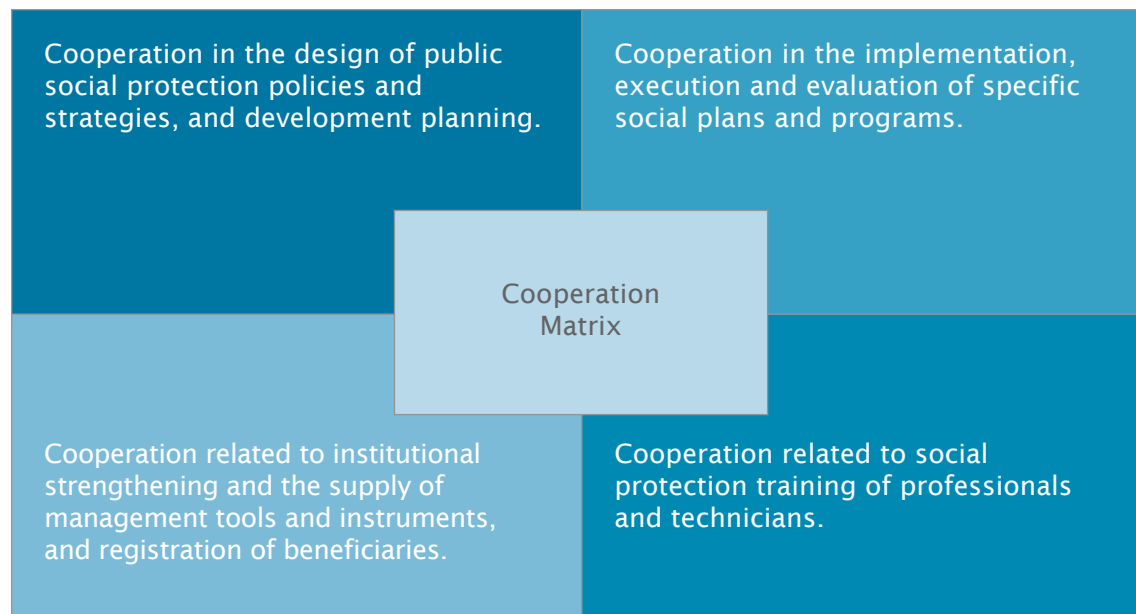 Cooperation in the design of public
social protection policies and
strategies, and development planning.
Cooperation in the implementation,
execution and evaluation of specific
social plans and programs.
Cooperation
Matrix
Cooperation related to institutional
strengthening and the supply of
management tools and instruments,
and registration of beneficiaries.
Cooperation related to social
protection training of professionals
and technicians.